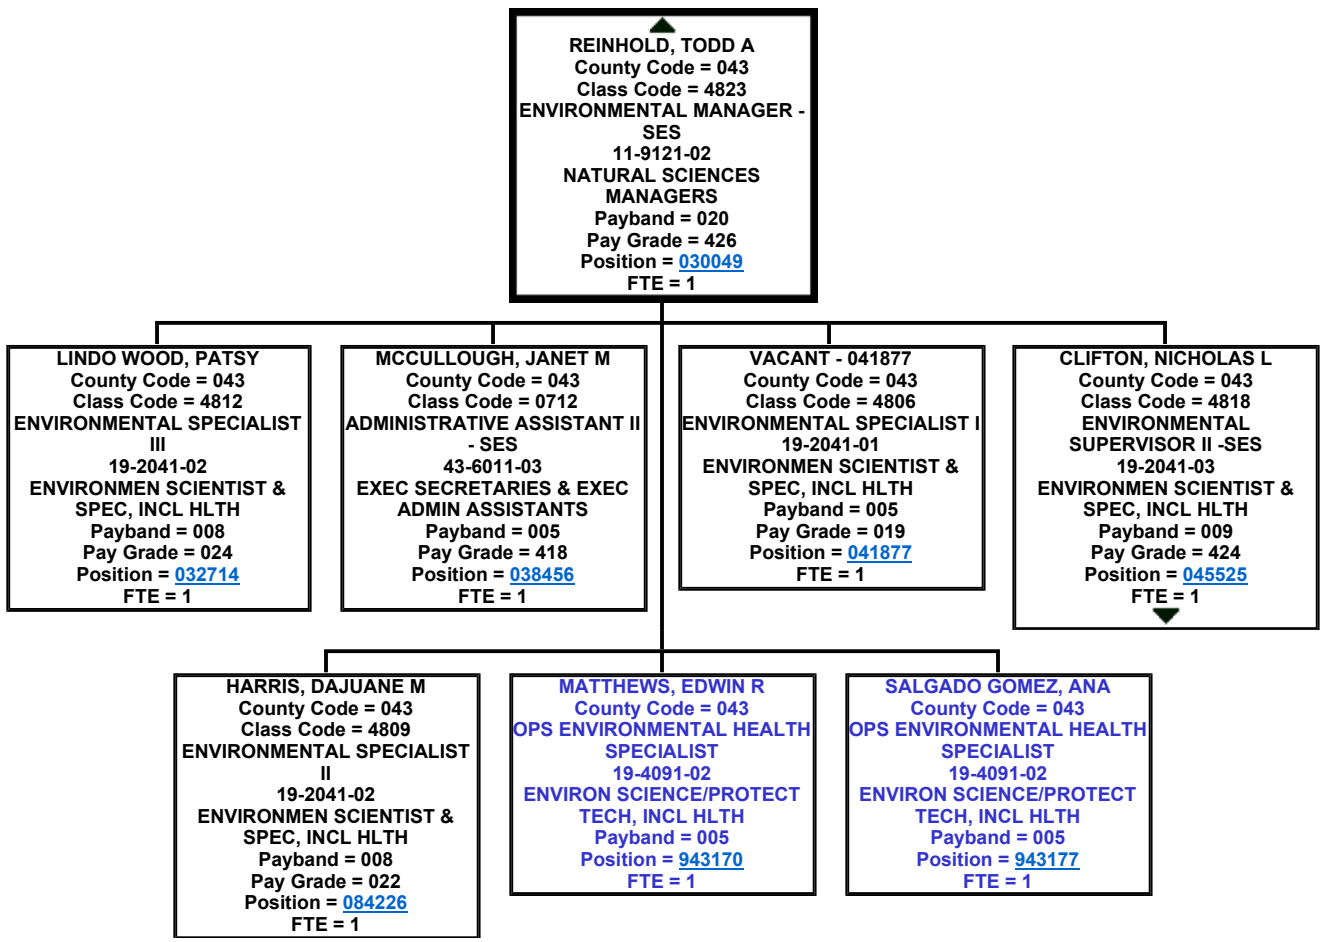 REINHOLD, TODD A
County Code = 043
Class Code = 4823
ENVIRONMENTAL MANAGER -
SES
11-9121-02
NATURAL SCIENCES
MANAGERS
Payband = 020
Pay Grade = 426
Position = 030049
FTE = 1
LINDO WOOD, PATSY
County Code = 043
Class Code = 4812
ENVIRONMENTAL SPECIALIST
III
19-2041-02
ENVIRONMEN SCIENTIST &
SPEC, INCL HLTH
Payband = 008
Pay Grade = 024
Position = 032714
FTE = 1
MCCULLOUGH, JANET M
County Code = 043
Class Code = 0712
ADMINISTRATIVE ASSISTANT II
- SES
43-6011-03
EXEC SECRETARIES & EXEC
ADMIN ASSISTANTS
Payband = 005
Pay Grade = 418
Position = 038456
FTE = 1
VACANT - 041877
County Code = 043
Class Code = 4806
ENVIRONMENTAL SPECIALIST I
19-2041-01
ENVIRONMEN SCIENTIST &
SPEC, INCL HLTH
Payband = 005
Pay Grade = 019
Position = 041877
FTE = 1
CLIFTON, NICHOLAS L
County Code = 043
Class Code = 4818
ENVIRONMENTAL
SUPERVISOR II -SES
19-2041-03
ENVIRONMEN SCIENTIST &
SPEC, INCL HLTH
Payband = 009
Pay Grade = 424
Position = 045525
FTE = 1
HARRIS, DAJUANE M
County Code = 043
Class Code = 4809
ENVIRONMENTAL SPECIALIST
II
19-2041-02
ENVIRONMEN SCIENTIST &
SPEC, INCL HLTH
Payband = 008
Pay Grade = 022
Position = 084226
FTE = 1
MATTHEWS, EDWIN R
County Code = 043
OPS ENVIRONMENTAL HEALTH
SPECIALIST
19-4091-02
ENVIRON SCIENCE/PROTECT
TECH, INCL HLTH
Payband = 005
Position = 943170
FTE = 1
SALGADO GOMEZ, ANA
County Code = 043
OPS ENVIRONMENTAL HEALTH
SPECIALIST
19-4091-02
ENVIRON SCIENCE/PROTECT
TECH, INCL HLTH
Payband = 005
Position = 943177
FTE = 1